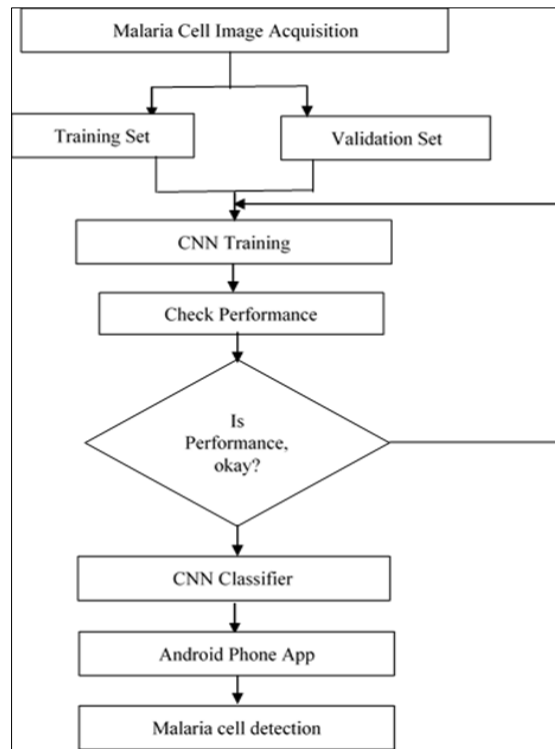 Malaria Cell Image Acquisition
Training Set
Validation Set
CNN Training
Check Performance
Is
Performance,
okay?
CNN Classifier
Android Phone App
Malaria cell detection